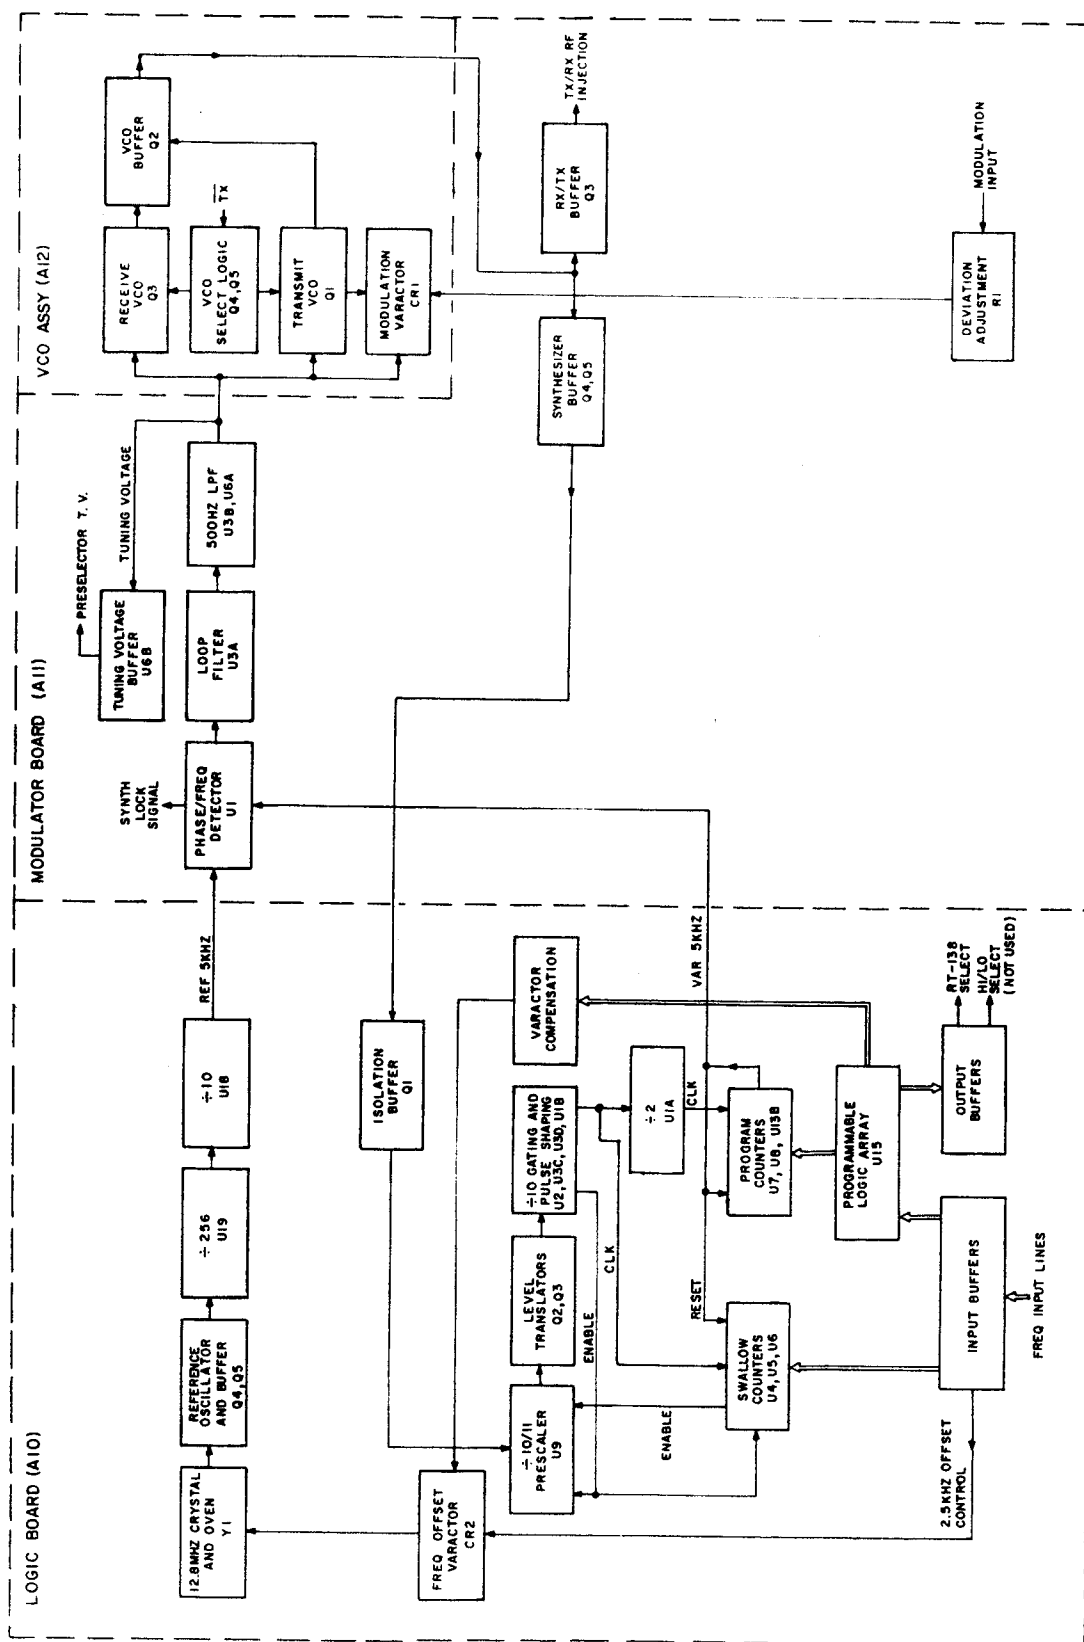 LOGIC BOARD (A10)
12.8MHZ CRYSTAL
AND OVEN
Y1
REFERENCE
OSCILLATOR
AND BUFFER
Q4,Q5
÷256
U19
÷10
U18
REF 5KHZ
FREQ OFFSET
VARACTOR
CR2
ISOLATION
BUFFER
Q1
÷10/11
PRESCALER
U9
LEVEL
TRANSLATORS
Q2,Q3
÷10 GATING AND
PULSE SHAPING
U2,U3C,U3D,U1B
VARACTOR
COMPENSATION
ENABLE
CLK
÷2
U1A
CLK
ENABLE
RESET
VAR 5KHZ
SWALLOW
COUNTERS
U4,U5,U6
PROGRAM
COUNTERS
U7,U8,U13B
PROGRAMMABLE
LOGIC ARRAY
U15
2.5KHZ OFFSET
CONTROL
INPUT BUFFERS
FREQ INPUT LINES
OUTPUT
BUFFERS
RT-138
SELECT
HI/LO
SELECT
(NOT USED)
MODULATOR BOARD (A11)
SYNTH
LOCK
SIGNAL
PHASE/FREQ
DETECTOR
U1
PRESELECTOR T.V.
TUNING VOLTAGE
BUFFER
U6B
TUNING VOLTAGE
LOOP
FILTER
U3A
500HZ LPF
U3B,U6A
SYNTHESIZER
BUFFER
Q4,Q5
RX/TX
BUFFER
Q3
TX/RX RF
INJECTION
DEVIATION
ADJUSTMENT
R1
MODULATION
INPUT
VCO ASSY (A12)
RECEIVE
VCO
Q3
VCO
BUFFER
Q2
VCO
SELECT LOGIC
Q4,Q5
TX
TRANSMIT
VCO
Q1
MODULATION
VARACTOR
CR1